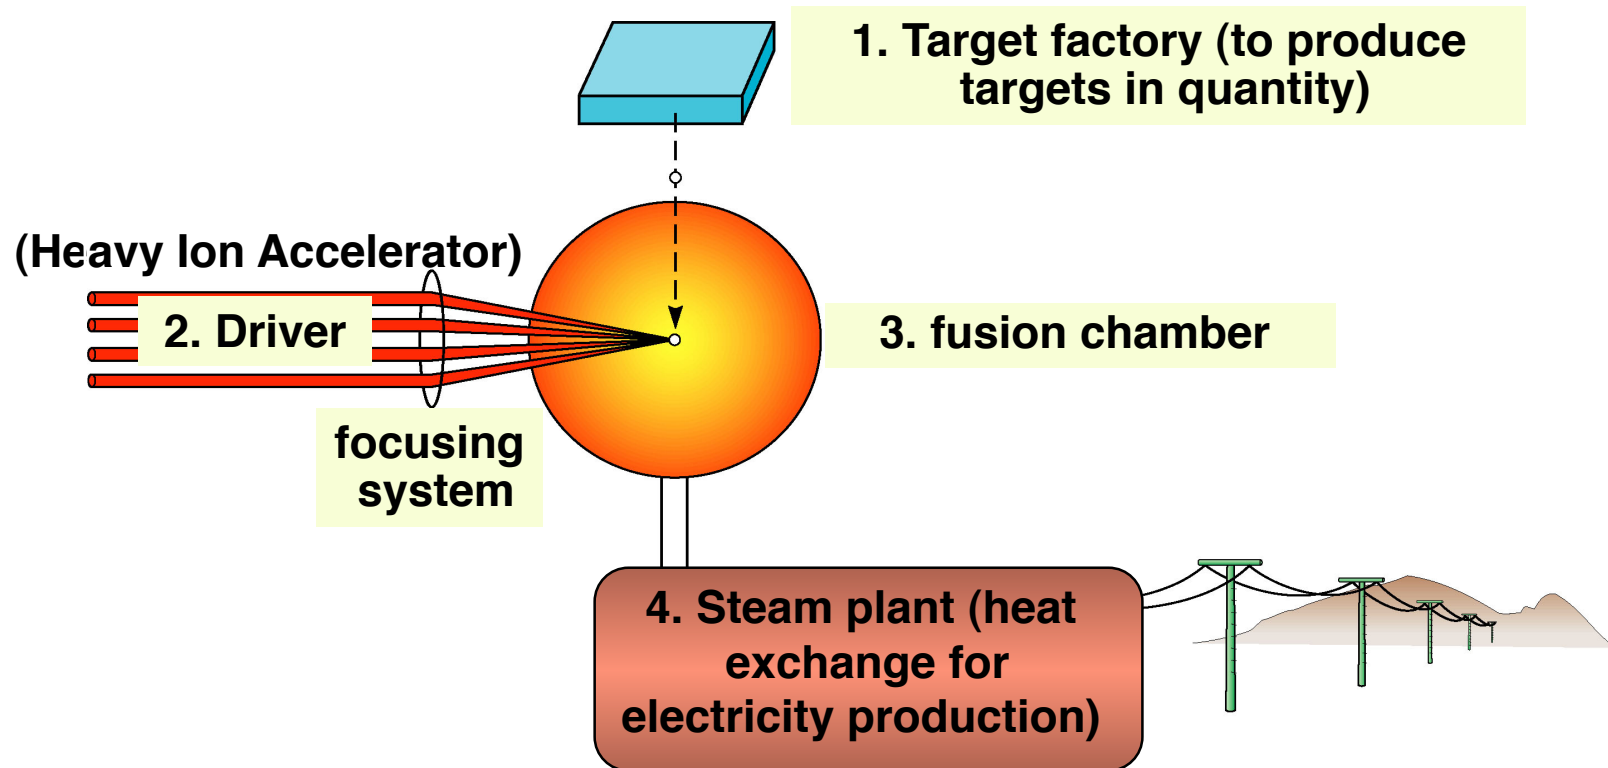 1. Target factory (to produce
targets in quantity)
(Heavy Ion Accelerator)
2. Driver
3. fusion chamber
focusing
system
4. Steam plant (heat
exchange for
electricity production)